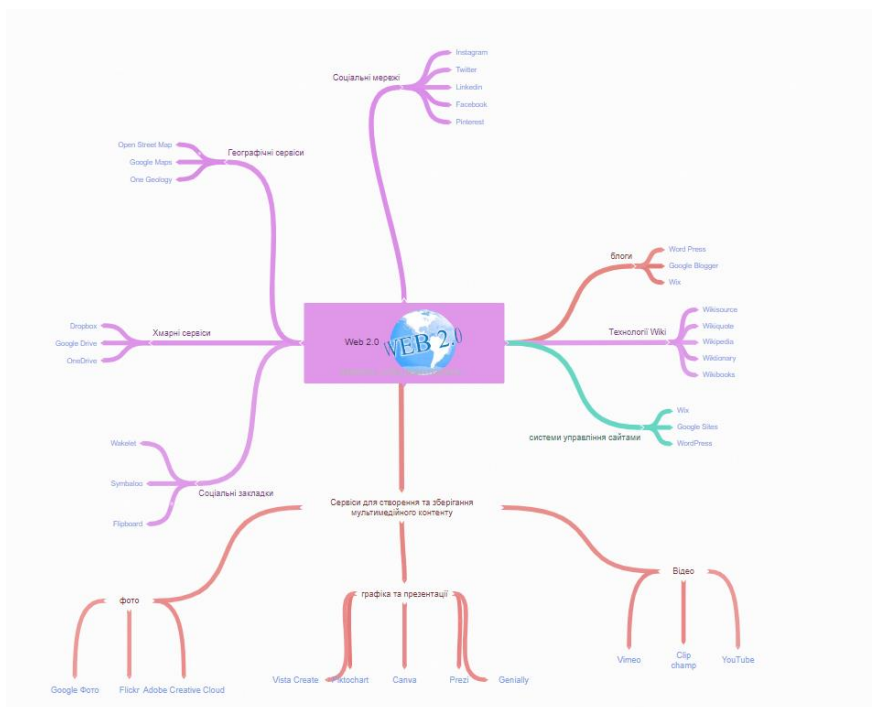 Соціальні мережі
Instagram
Twitter
Linkedin
Facebook
Pinterest
Географічні сервіси
Open Street Map
Google Maps
One Geology
блоги
Word Press
Google Blogger
Wix
Технології Wiki
Wikisource
Wikiquote
Wikipedia
Wiktionary
Wikibooks
Web 2.0
WEB 2.0
Хмарні сервіси
Dropbox
Google Drive
OneDrive
системи управління сайтами
Wix
Google Sites
WordPress
Соціальні закладки
Wakelet
Symbaloo
Flipboard
Сервіси для створення та зберігання
мультимедійного контенту
фото
Google Фото
Flickr
Adobe Creative Cloud
графіка та презентації
Vista Create
Piktochart
Canva
Prezi
Genially
Відео
Vimeo
Clip
champ
YouTube